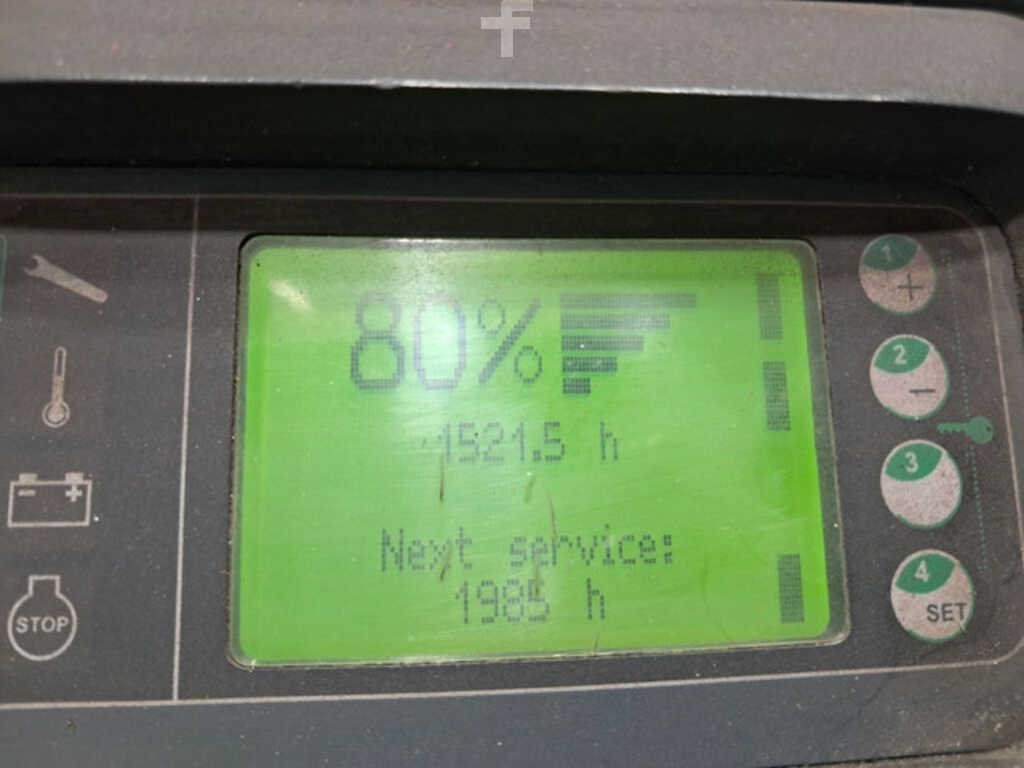 f
80%
1521.5 h
Next service:
1985 h
1
+
2
-
3
4
SET
- +
STOP